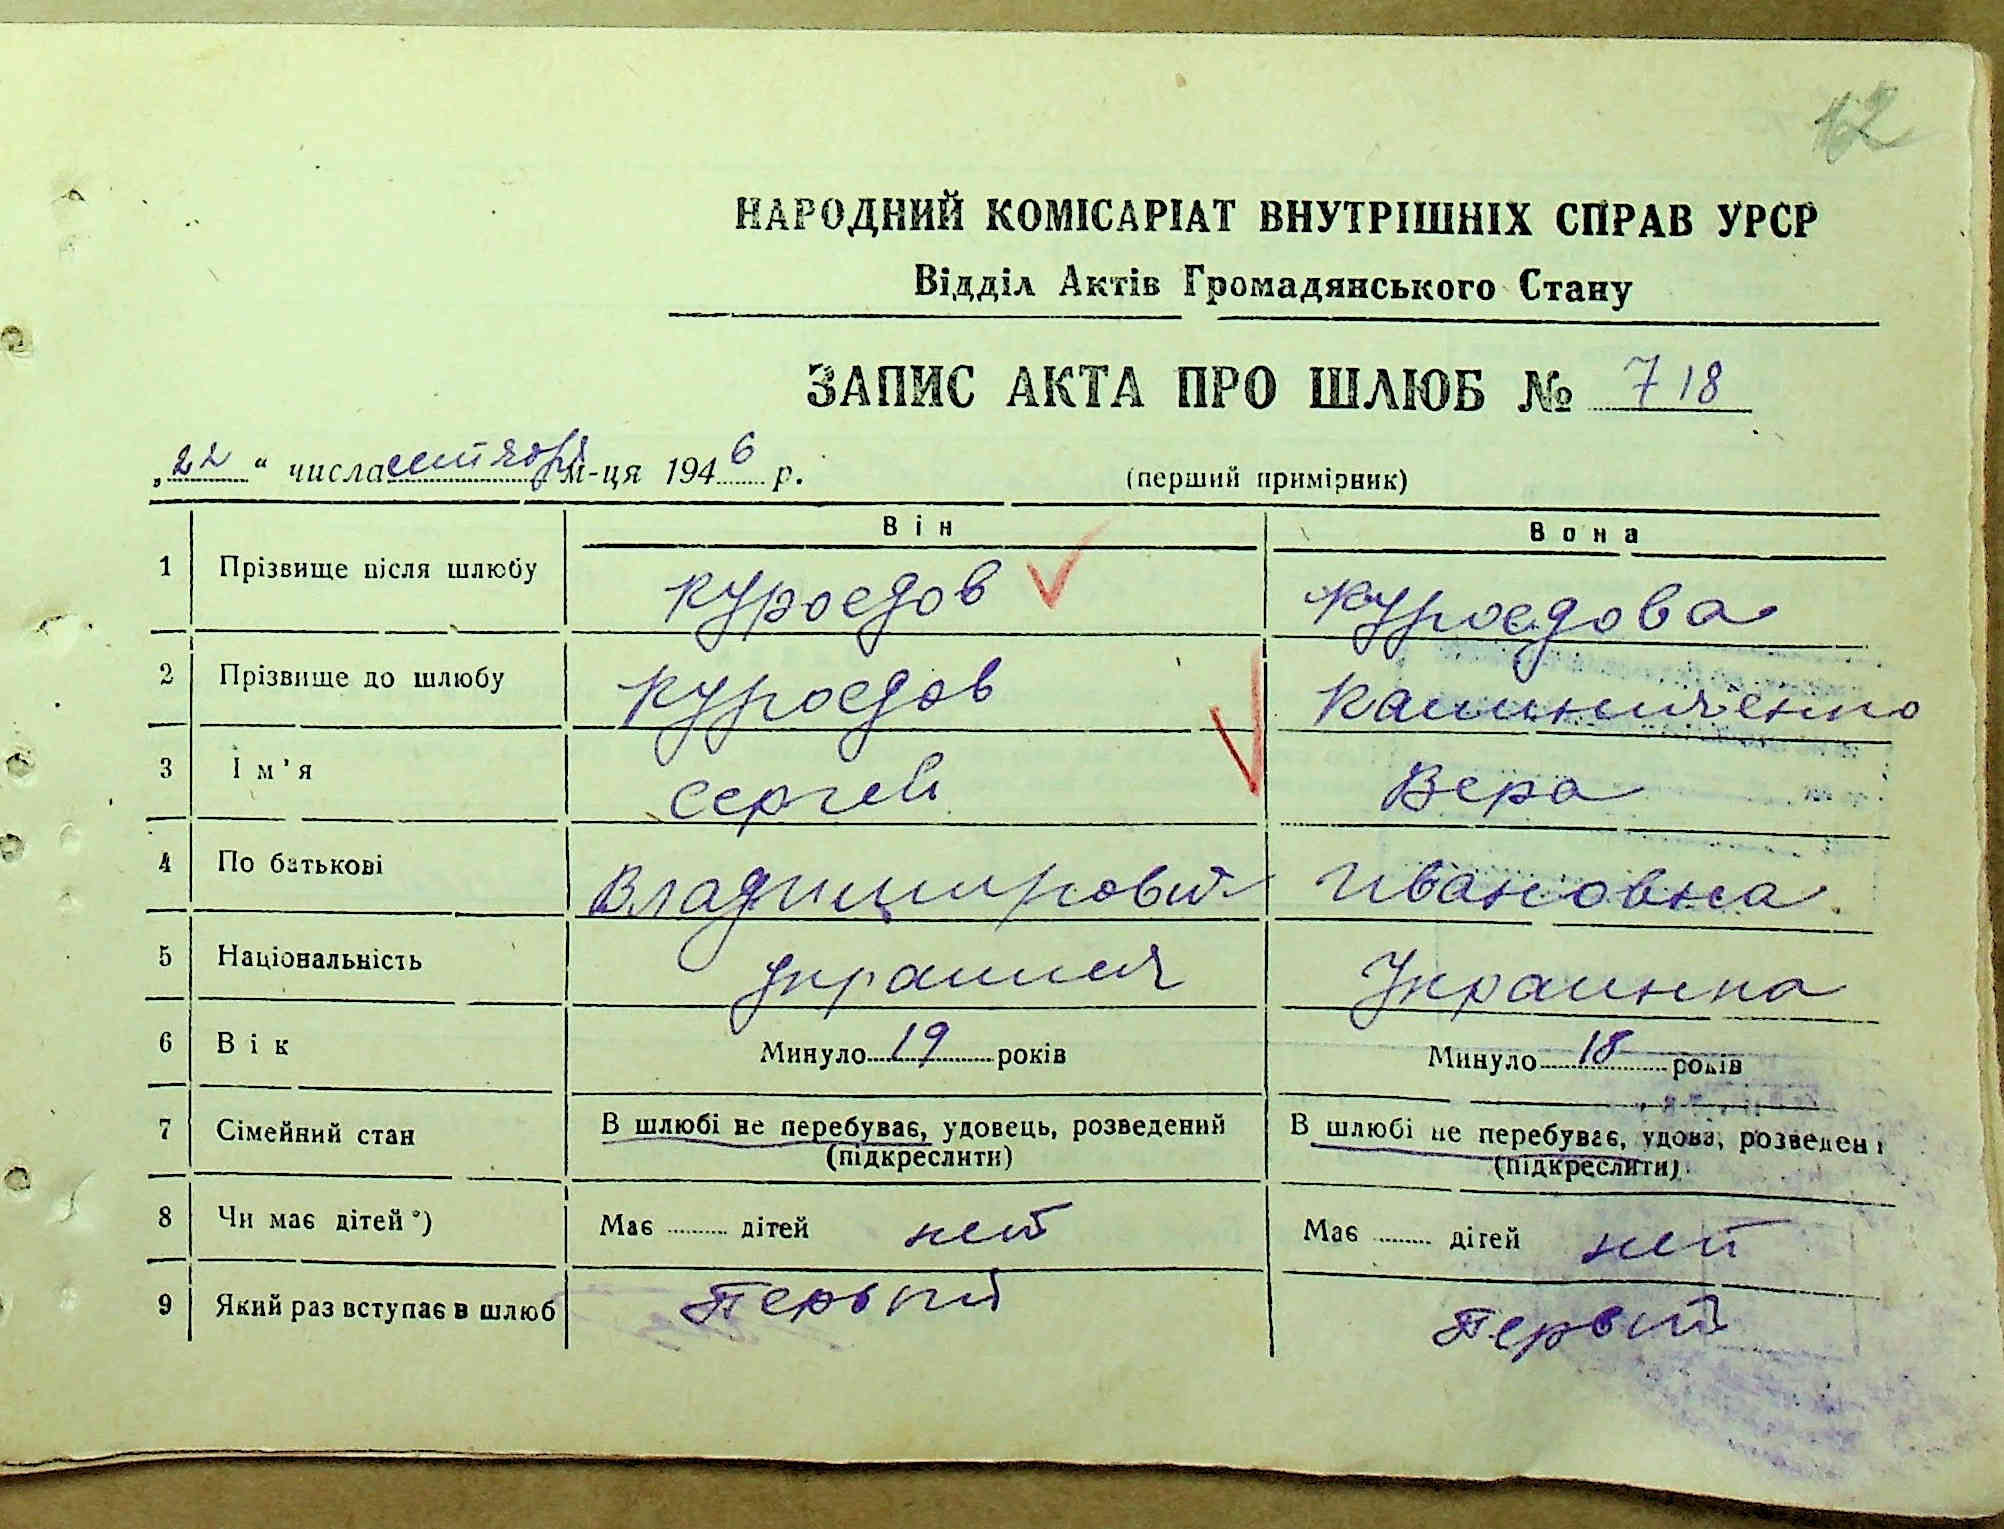 12
НАРОДНИЙ КОМІСАРІАТ ВНУТРІШНІХ СПРАВ УРСР
Відділ Актів Громадянського Стану
ЗАПИС АКТА ПРО ШЛЮБ № 718
„22“ числа сентября м-ця 1946 р. (перший примірник)
Він Вона
1 Прізвище після шлюбу Куроедов Куроедова
2 Прізвище до шлюбу Куроедов Калиниченко
3 Ім'я Сергей Вера
4 По батькові Владимирович Ивановна
5 Національність Украинец Украинка
6 Вік Минуло 19 років Минуло 18 років
7 Сімейний стан В шлюбі не перебуває, удовець, розведений В шлюбі не перебуває, удова, розведена
(підкреслити) (підкреслити)
8 Чи має дітей*) Має дітей нет Має дітей нет
9 Який раз вступає в шлюб Первый Первый